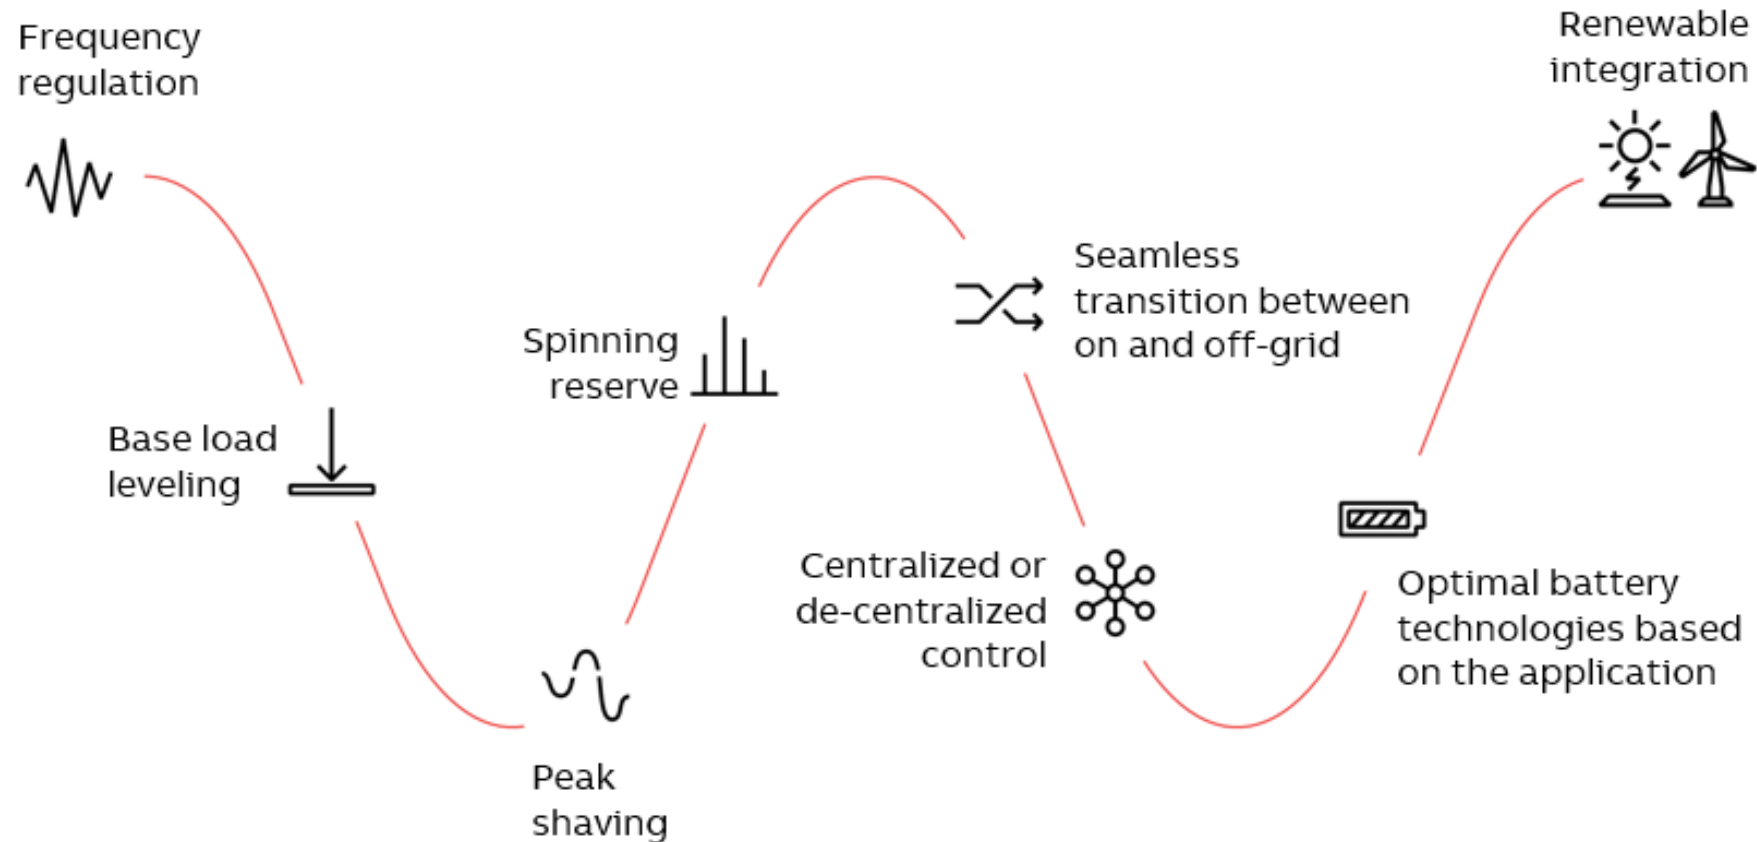 Frequency
regulation
Base load
leveling
Peak
shaving
Spinning
reserve
Seamless
transition between
on and off-grid
Centralized or
de-centralized
control
Optimal battery
technologies based
on the application
Renewable
integration